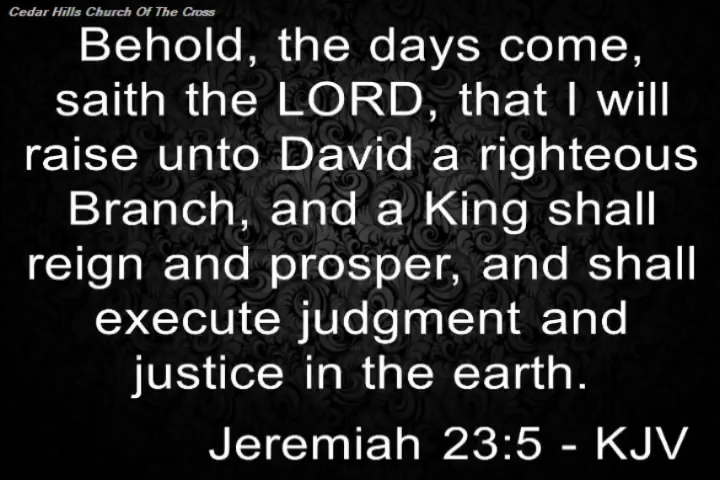 Cedar Hills Church Of The Cross
Behold, the days come,
saith the LORD, that I will
raise unto David a righteous
Branch, and a King shall
reign and prosper, and shall
execute judgment and
justice in the earth.
Jeremiah 23:5 - KJV